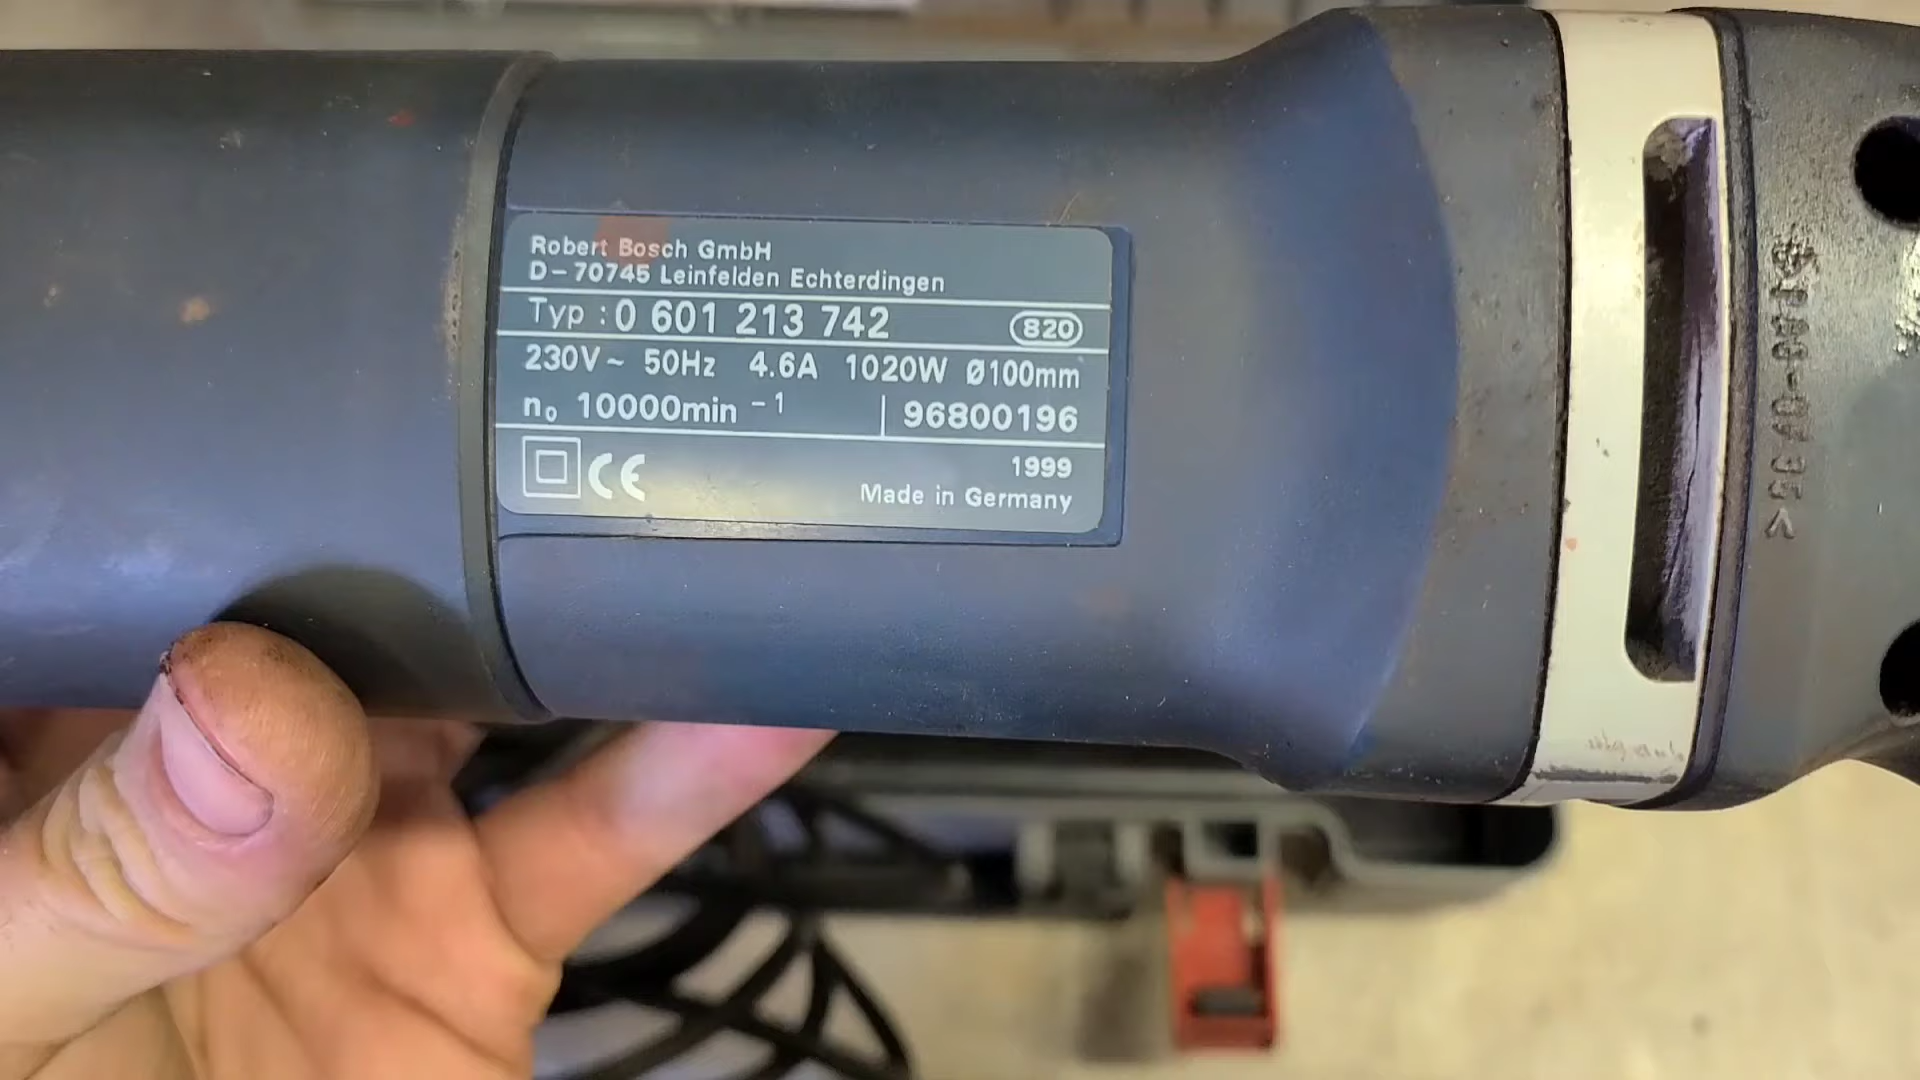 Robert Bosch GmbH
D-70745 Leinfelden Echterdingen
Typ : 0 601 213 742 820
230V~ 50Hz 4.6A 1020W Ø100mm
n₀ 10000min ⁻¹ | 96800196
CE 1999
Made in Germany